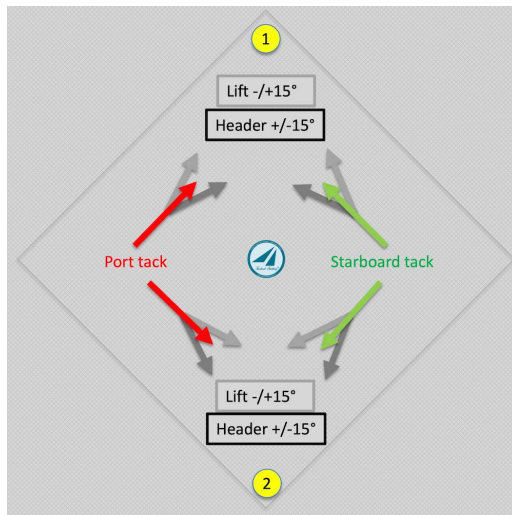 1
Lift -/+15°
Header +/-15°
Port tack
Starboard tack
Lift -/+15°
Header +/-15°
2